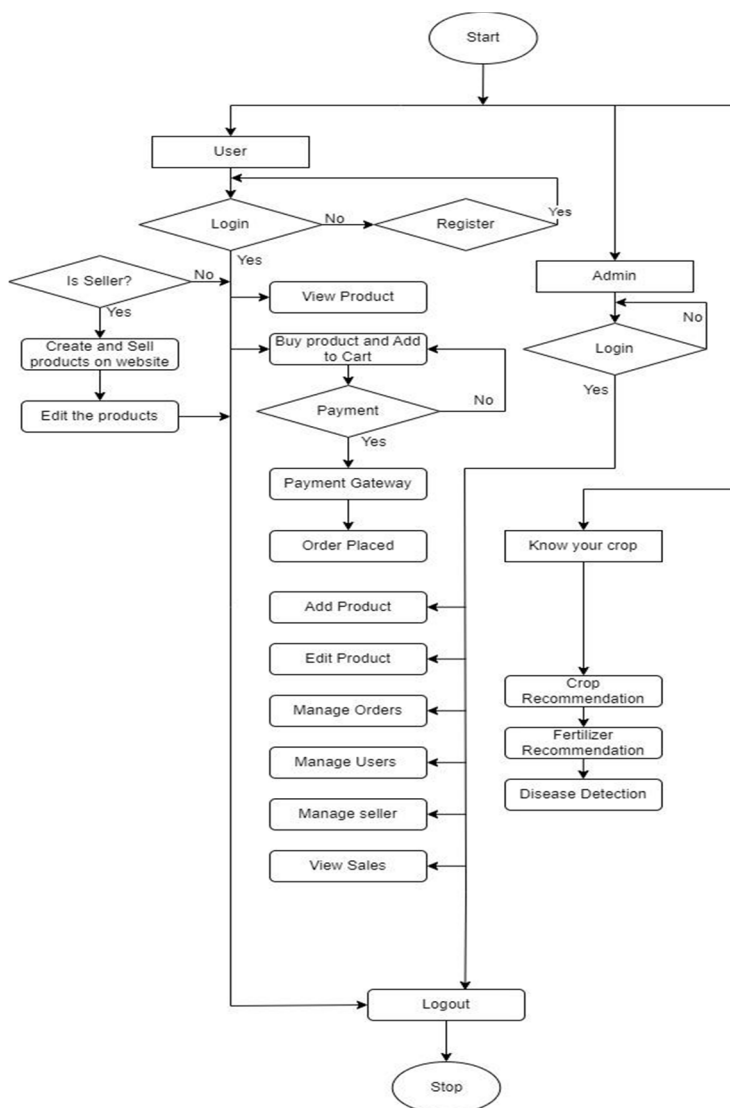 Start
User
Login
No
Register
Yes
Yes
Is Seller?
No
Yes
Create and Sell
products on website
Edit the products
View Product
Buy product and Add
to Cart
Payment
No
Yes
Payment Gateway
Order Placed
Admin
Login
No
Yes
Add Product
Edit Product
Manage Orders
Manage Users
Manage seller
View Sales
Know your crop
Crop
Recommendation
Fertilizer
Recommendation
Disease Detection
Logout
Stop